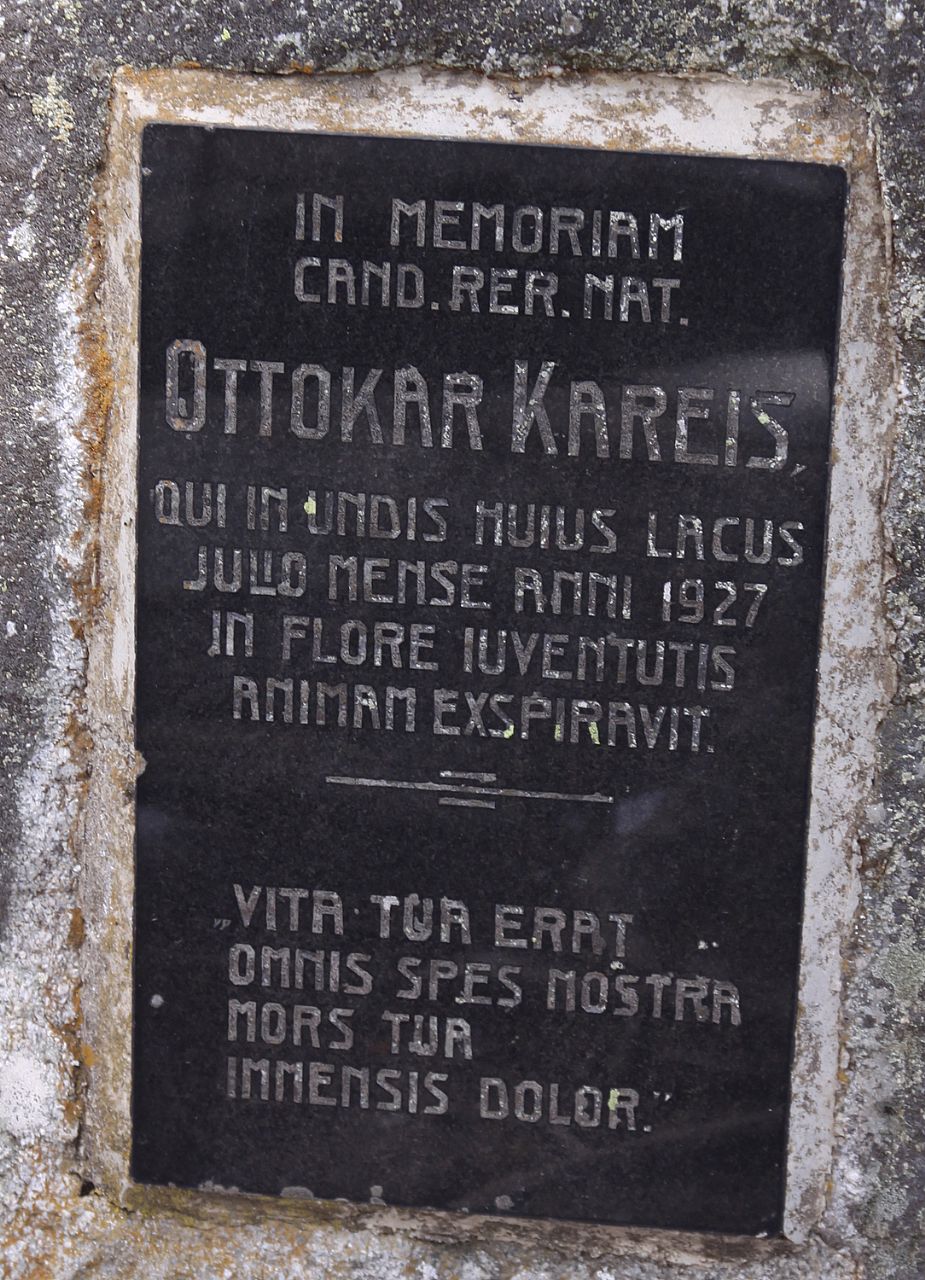 IN MEMORIAM
CAND. RER. NAT.
OTTOKAR KAREIS,
QUI IN UNDIS HUIUS LACUS
JULIO MENSE ANNI 1927
IN FLORE IUVENTUTIS
ANIMAM EXSPIRAVIT.
„VITA TUA ERAT
OMNIS SPES NOSTRA
MORS TUA
IMMENSIS DOLOR.”